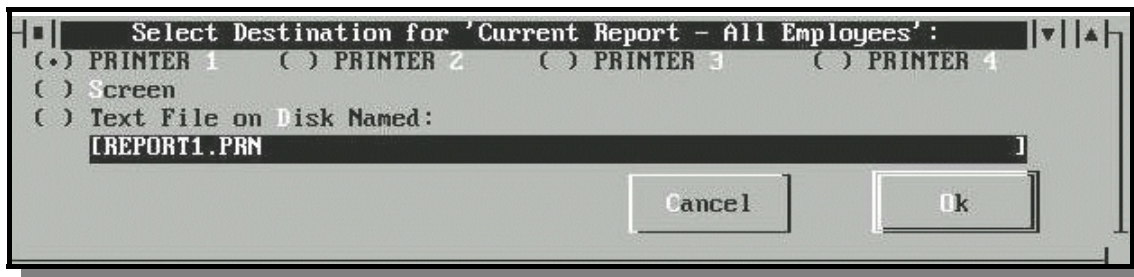 Select Destination for 'Current Report - All Employees':
(•) PRINTER 1 ( ) PRINTER 2 ( ) PRINTER 3 ( ) PRINTER 4
( ) Screen
( ) Text File on Disk Named:
[REPORT1.PRN ]
Cancel Ok